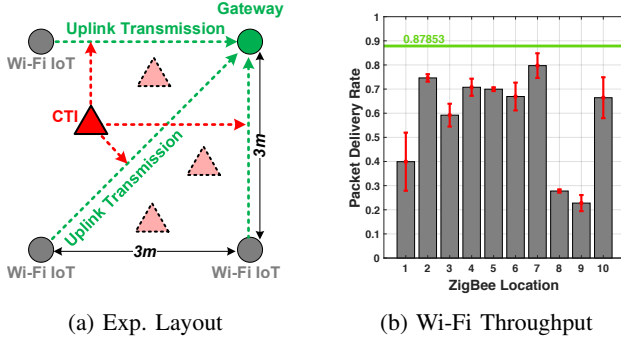 Gateway
Uplink Transmission
Wi-Fi IoT
CTI
Uplink Transmission
3m
3m
Wi-Fi IoT
Wi-Fi IoT
(a) Exp. Layout
Packet Delivery Rate
1
0.9
0.8
0.7
0.6
0.5
0.4
0.3
0.2
0.1
0
0.87853
1 2 3 4 5 6 7 8 9 10
ZigBee Location
(b) Wi-Fi Throughput